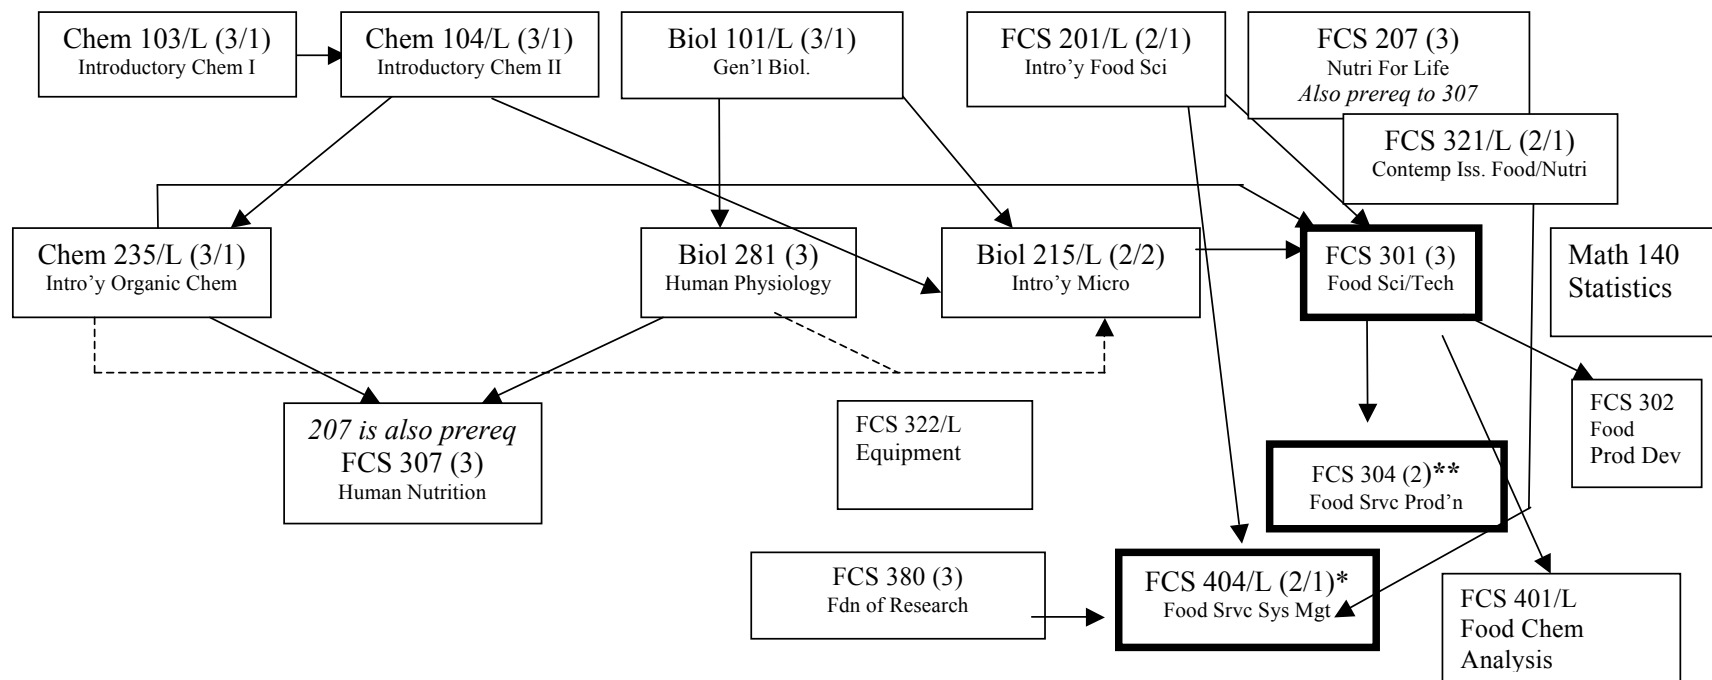 Chem 103/L (3/1)
Introductory Chem I
Chem 104/L (3/1)
Introductory Chem II
Biol 101/L (3/1)
Gen'l Biol.
FCS 201/L (2/1)
Intro'y Food Sci
FCS 207 (3)
Nutri For Life
Also prereq to 307
FCS 321/L (2/1)
Contemp Iss. Food/Nutri
Chem 235/L (3/1)
Intro'y Organic Chem
Biol 281 (3)
Human Physiology
Biol 215/L (2/2)
Intro'y Micro
FCS 301 (3)
Food Sci/Tech
Math 140
Statistics
207 is also prereq
FCS 307 (3)
Human Nutrition
FCS 322/L
Equipment
FCS 304 (2)**
Food Srvc Prod'n
FCS 302
Food
Prod Dev
FCS 380 (3)
Fdn of Research
FCS 404/L (2/1)*
Food Srvc Sys Mgt
FCS 401/L
Food Chem
Analysis